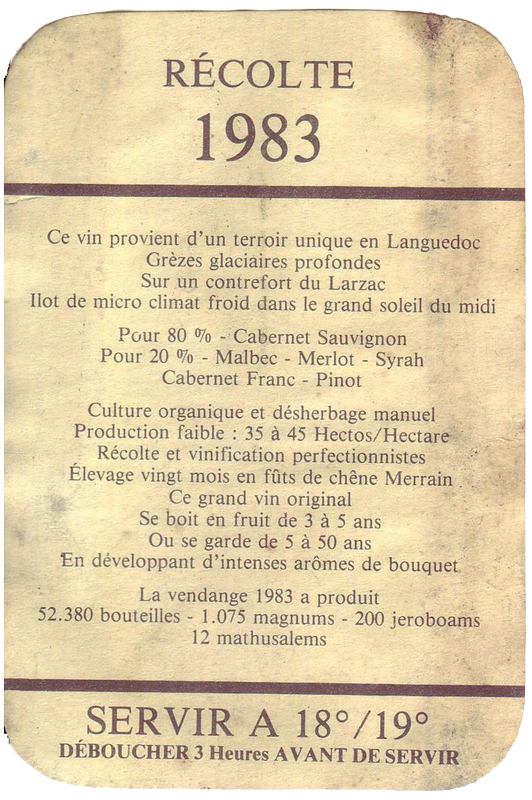 RÉCOLTE
1983
Ce vin provient d'un terroir unique en Languedoc
Grèzes glaciaires profondes
Sur un contrefort du Larzac
Ilot de micro climat froid dans le grand soleil du midi
Pour 80 % - Cabernet Sauvignon
Pour 20 % - Malbec - Merlot - Syrah
Cabernet Franc - Pinot
Culture organique et désherbage manuel
Production faible : 35 à 45 Hectos/Hectare
Récolte et vinification perfectionnistes
Élevage vingt mois en fûts de chêne Merrain
Ce grand vin original
Se boit en fruit de 3 à 5 ans
Ou se garde de 5 à 50 ans
En développant d'intenses arômes de bouquet
La vendange 1983 a produit
52.380 bouteilles - 1.075 magnums - 200 jeroboams
12 mathusalems
SERVIR A 18°/19°
DÉBOUCHER 3 Heures AVANT DE SERVIR